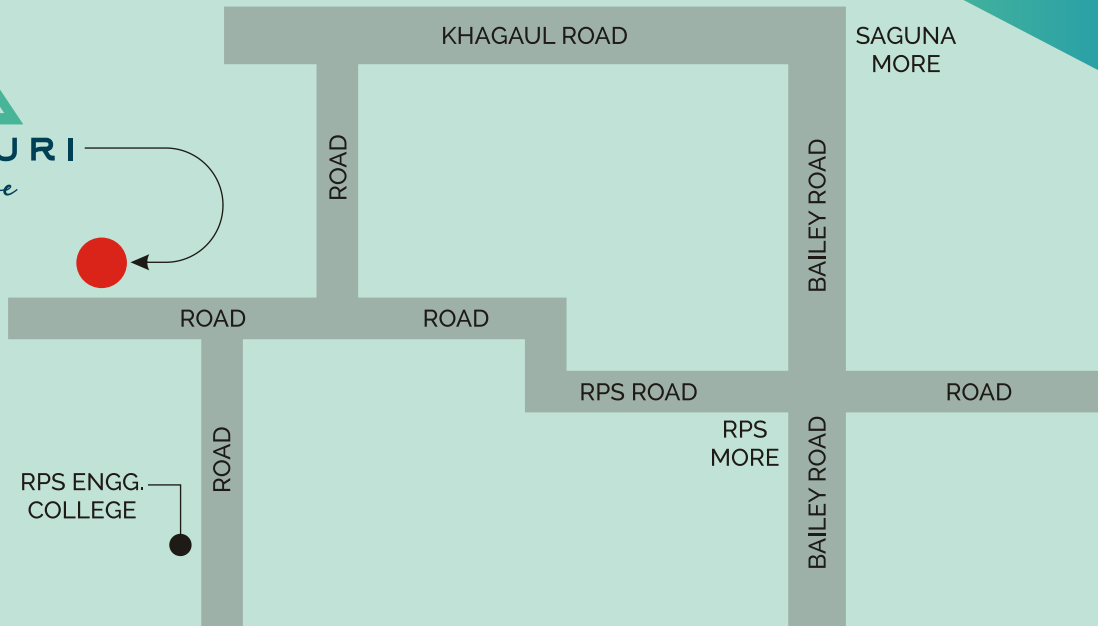 KHAGAUL ROAD
SAGUNA
MORE
URI
ROAD
BAILEY ROAD
e
ROAD
ROAD
RPS ROAD
ROAD
RPS
MORE
ROAD
BAILEY ROAD
RPS ENGG.
COLLEGE